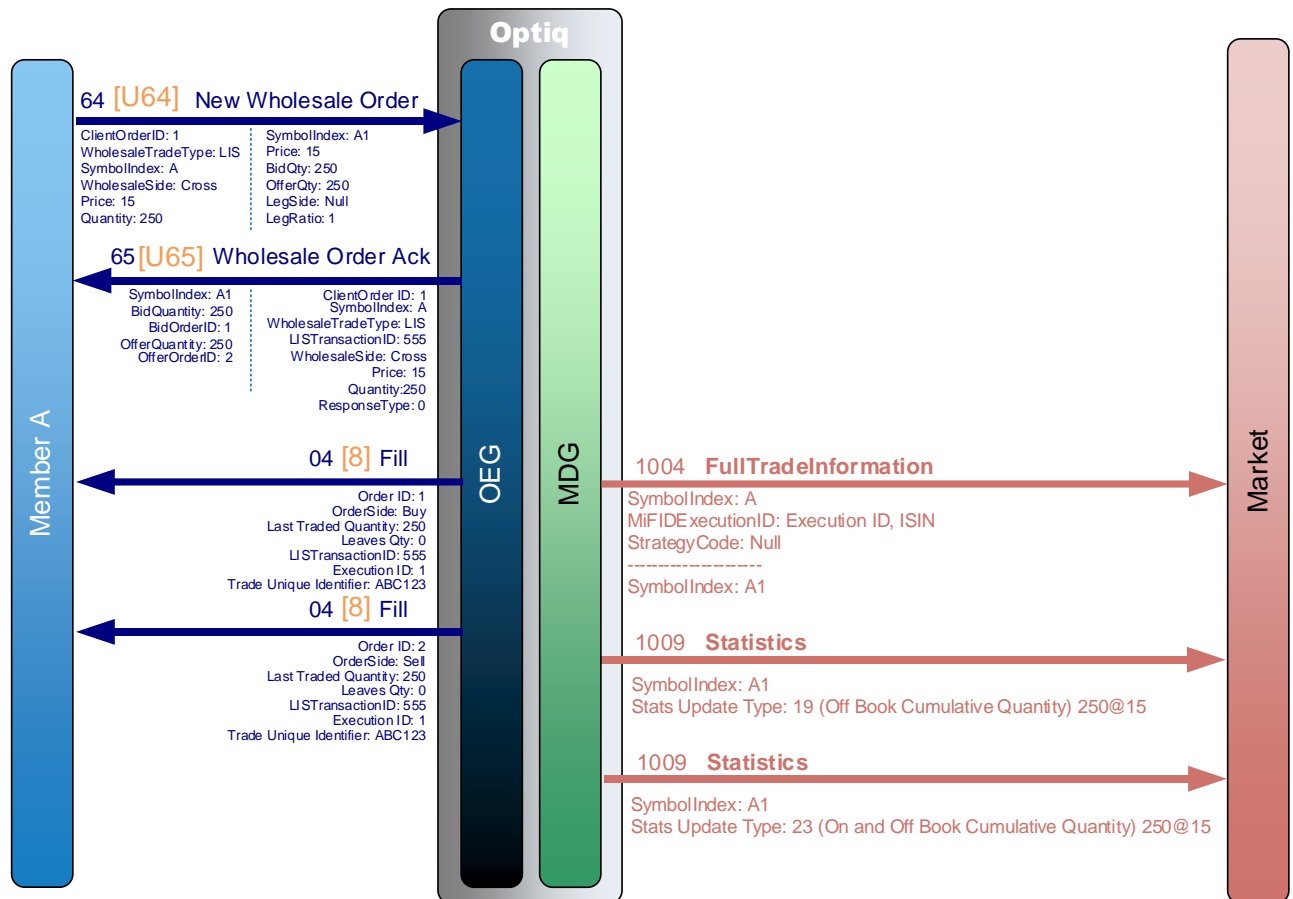 Optiq
64 [U64] New Wholesale Order
ClientOrderID: 1
WholesaleTradeType: LIS
SymbolIndex: A
WholesaleSide: Cross
Price: 15
Quantity: 250
SymbolIndex: A1
Price: 15
BidQty: 250
OfferQty: 250
LegSide: Null
LegRatio: 1
65 [U65] Wholesale Order Ack
SymbolIndex: A1
BidQuantity: 250
BidOrderID: 1
OfferQuantity: 250
OfferOrderID: 2
ClientOrder ID: 1
SymbolIndex: A
WholesaleTradeType: LIS
LISTransactionID: 555
WholesaleSide: Cross
Price: 15
Quantity:250
ResponseType: 0
Member A
OEG
MDG
Market
04 [8] Fill
Order ID: 1
OrderSide: Buy
Last Traded Quantity: 250
Leaves Qty: 0
LISTransactionID: 555
Execution ID: 1
Trade Unique Identifier: ABC123
04 [8] Fill
Order ID: 2
OrderSide: Sell
Last Traded Quantity: 250
Leaves Qty: 0
LISTransactionID: 555
Execution ID: 1
Trade Unique Identifier: ABC123
1004 FullTradeInformation
SymbolIndex: A
MiFIDExecutionID: Execution ID, ISIN
StrategyCode: Null
----------------------
SymbolIndex: A1
1009 Statistics
SymbolIndex: A1
Stats Update Type: 19 (Off Book Cumulative Quantity) 250@15
1009 Statistics
SymbolIndex: A1
Stats Update Type: 23 (On and Off Book Cumulative Quantity) 250@15